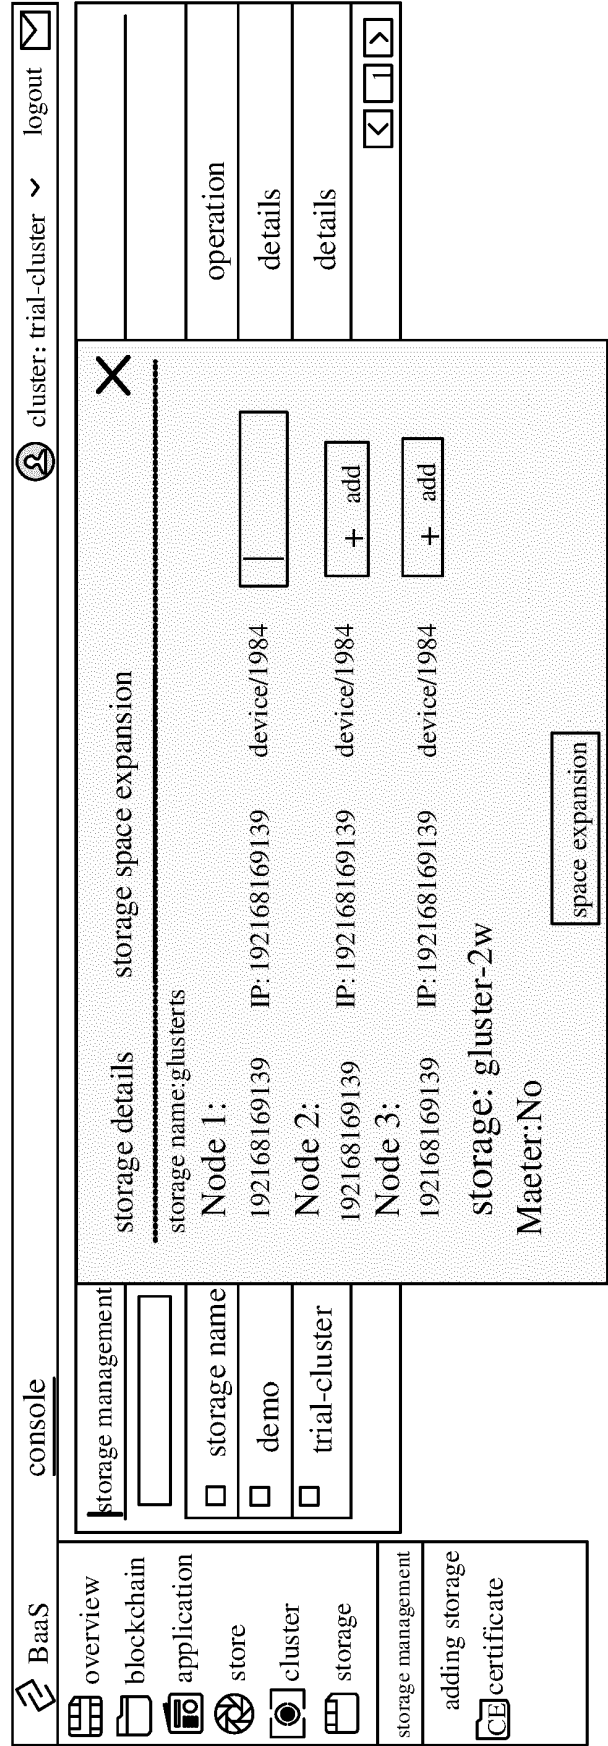 BaaS console cluster: trial-cluster logout
overview
blockchain
application
store
cluster
storage
storage management
adding storage
CE certificate
storage management
storage name operation
demo details
trial-cluster details
1
storage details storage space expansion
storage name:glusterts
Node 1:
192168169139 IP:192168169139 device/1984
Node 2:
192168169139 IP:192168169139 device/1984 + add
Node 3:
192168169139 IP:192168169139 device/1984 + add
storage: gluster-2w
Maeter:No
space expansion